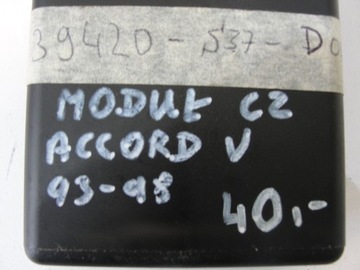 39420-S37-D0
MODUŁ CZ
ACCORD V
93-98
40,-